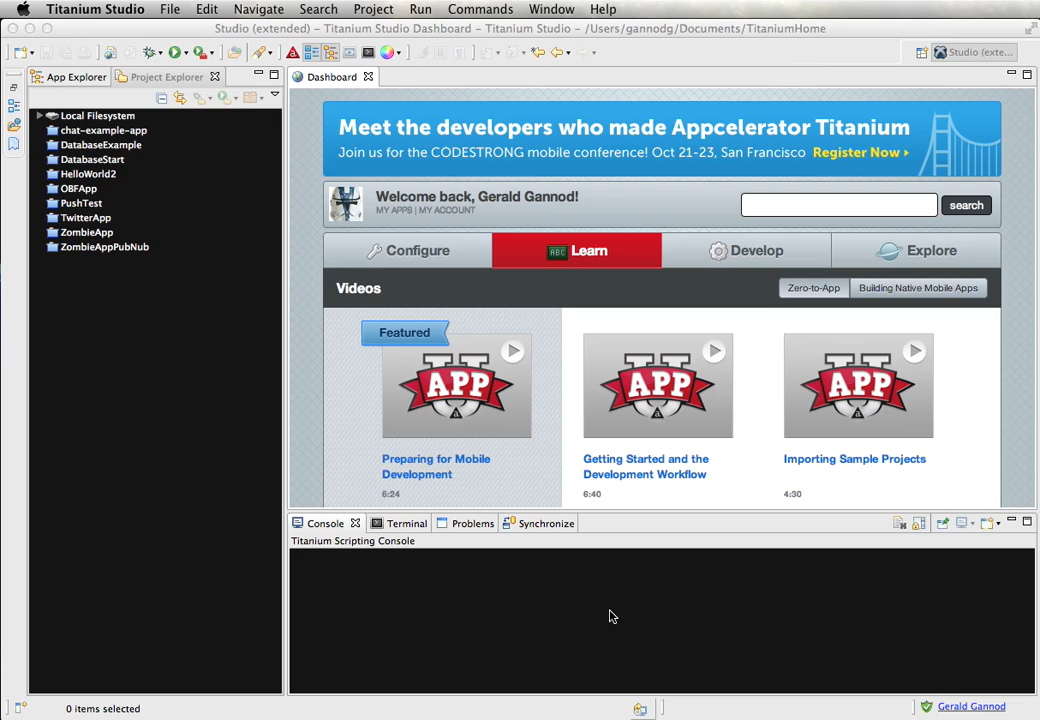 Titanium Studio File Edit Navigate Search Project Run Commands Window Help
Studio (extended) – Titanium Studio Dashboard – /Users/gannodg/Documents/TitaniumHome
Studio (exte...
App Explorer Project Explorer
Local Filesystem
chat-example-app
DatabaseExample
DatabaseStart
HelloWorld2
OBFApp
PushTest
TwitterApp
ZombieApp
ZombieAppPubNub
Dashboard
Meet the developers who made Appcelerator Titanium
Join us for the CODESTRONG mobile conference! Oct 21-23, San Francisco Register Now
Welcome back, Gerald Gannod!
MY APPS | MY ACCOUNT
search
Configure ABC Learn Develop Explore
Videos Zero-to-App Building Native Mobile Apps
Featured
U APP a
U APP a
U APP a
Preparing for Mobile
Development
6:24
Getting Started and the
Development Workflow
6:40
Importing Sample Projects
4:30
Console Terminal Problems Synchronize
Titanium Scripting Console
0 items selected
Gerald Gannod